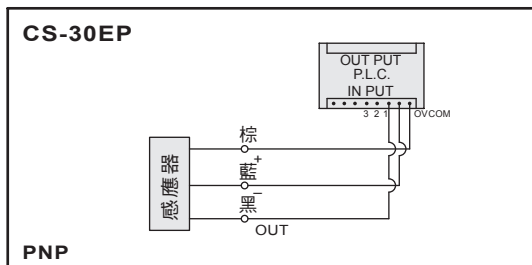 CS-30EP
OUT PUT
P.L.C.
IN PUT
3 2 1 OVCOM
棕
+
藍
−
黑
OUT
感應器
PNP